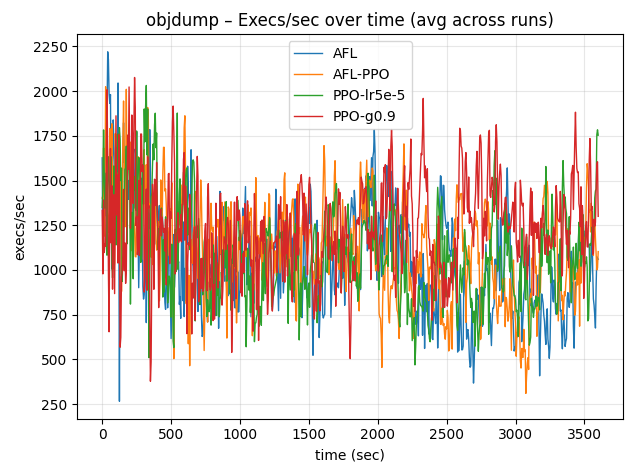 objdump – Execs/sec over time (avg across runs)
AFL
AFL-PPO
PPO-lr5e-5
PPO-g0.9
execs/sec
2250
2000
1750
1500
1250
1000
750
500
250
0 500 1000 1500 2000 2500 3000 3500
time (sec)